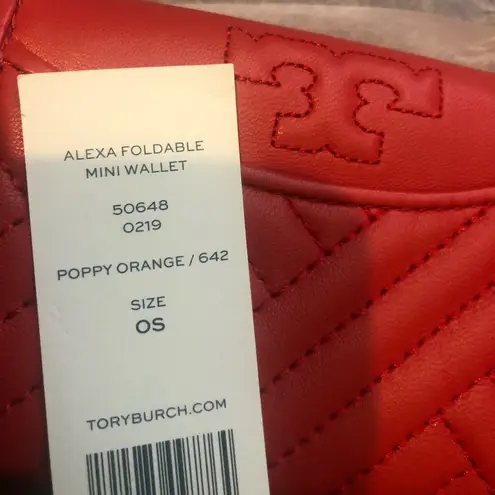 ALEXA FOLDABLE
MINI WALLET
50648
0219
POPPY ORANGE / 642
SIZE
OS
TORYBURCH.COM